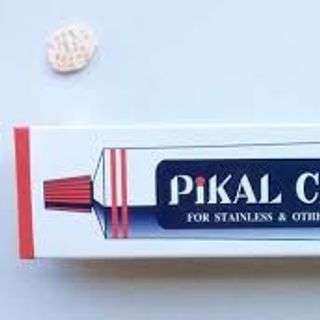 PiKAL C
FOR STAINLESS & OTHE